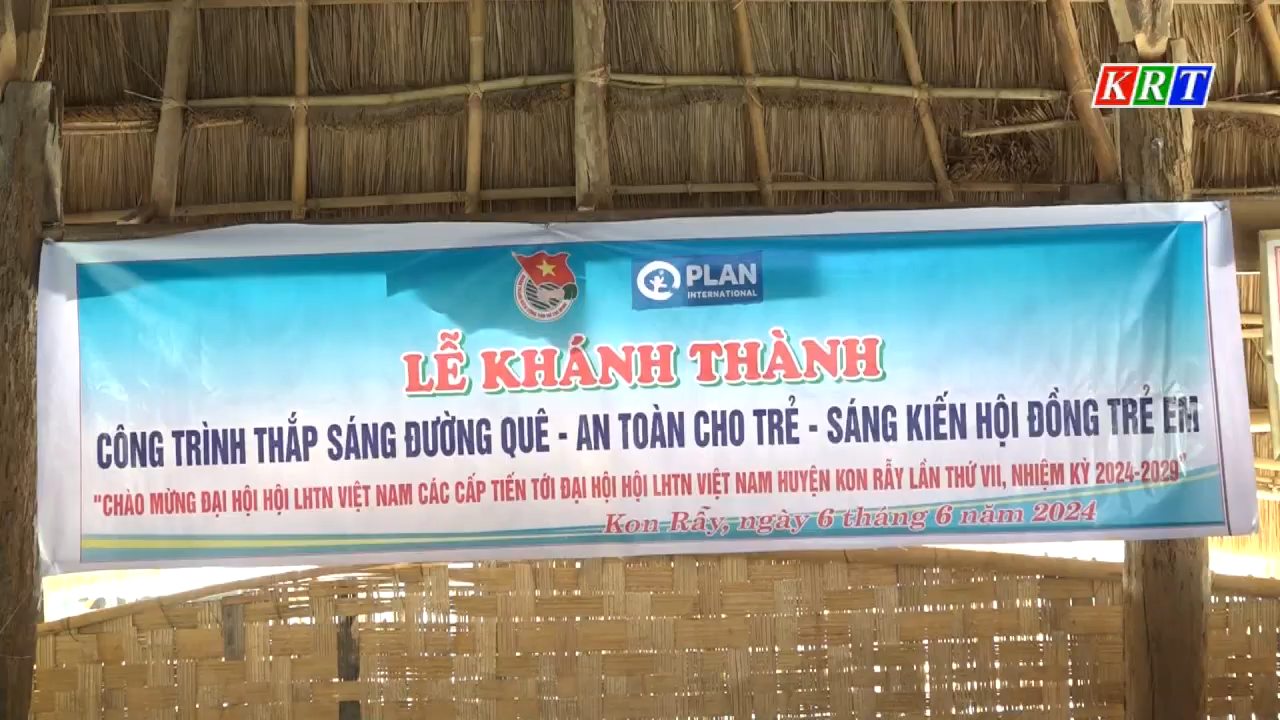 KRT
PLAN
INTERNATIONAL
LỄ KHÁNH THÀNH
CÔNG TRÌNH THẮP SÁNG ĐƯỜNG QUÊ - AN TOÀN CHO TRẺ - SÁNG KIẾN HỘI ĐỒNG TRẺ EM
"CHÀO MỪNG ĐẠI HỘI HỘI LHTN VIỆT NAM CÁC CẤP TIẾN TỚI ĐẠI HỘI HỘI LHTN VIỆT NAM HUYỆN KON RẪY LẦN THỨ VII, NHIỆM KỲ 2024-2029"
Kon Rẫy, ngày 6 tháng 6 năm 2024